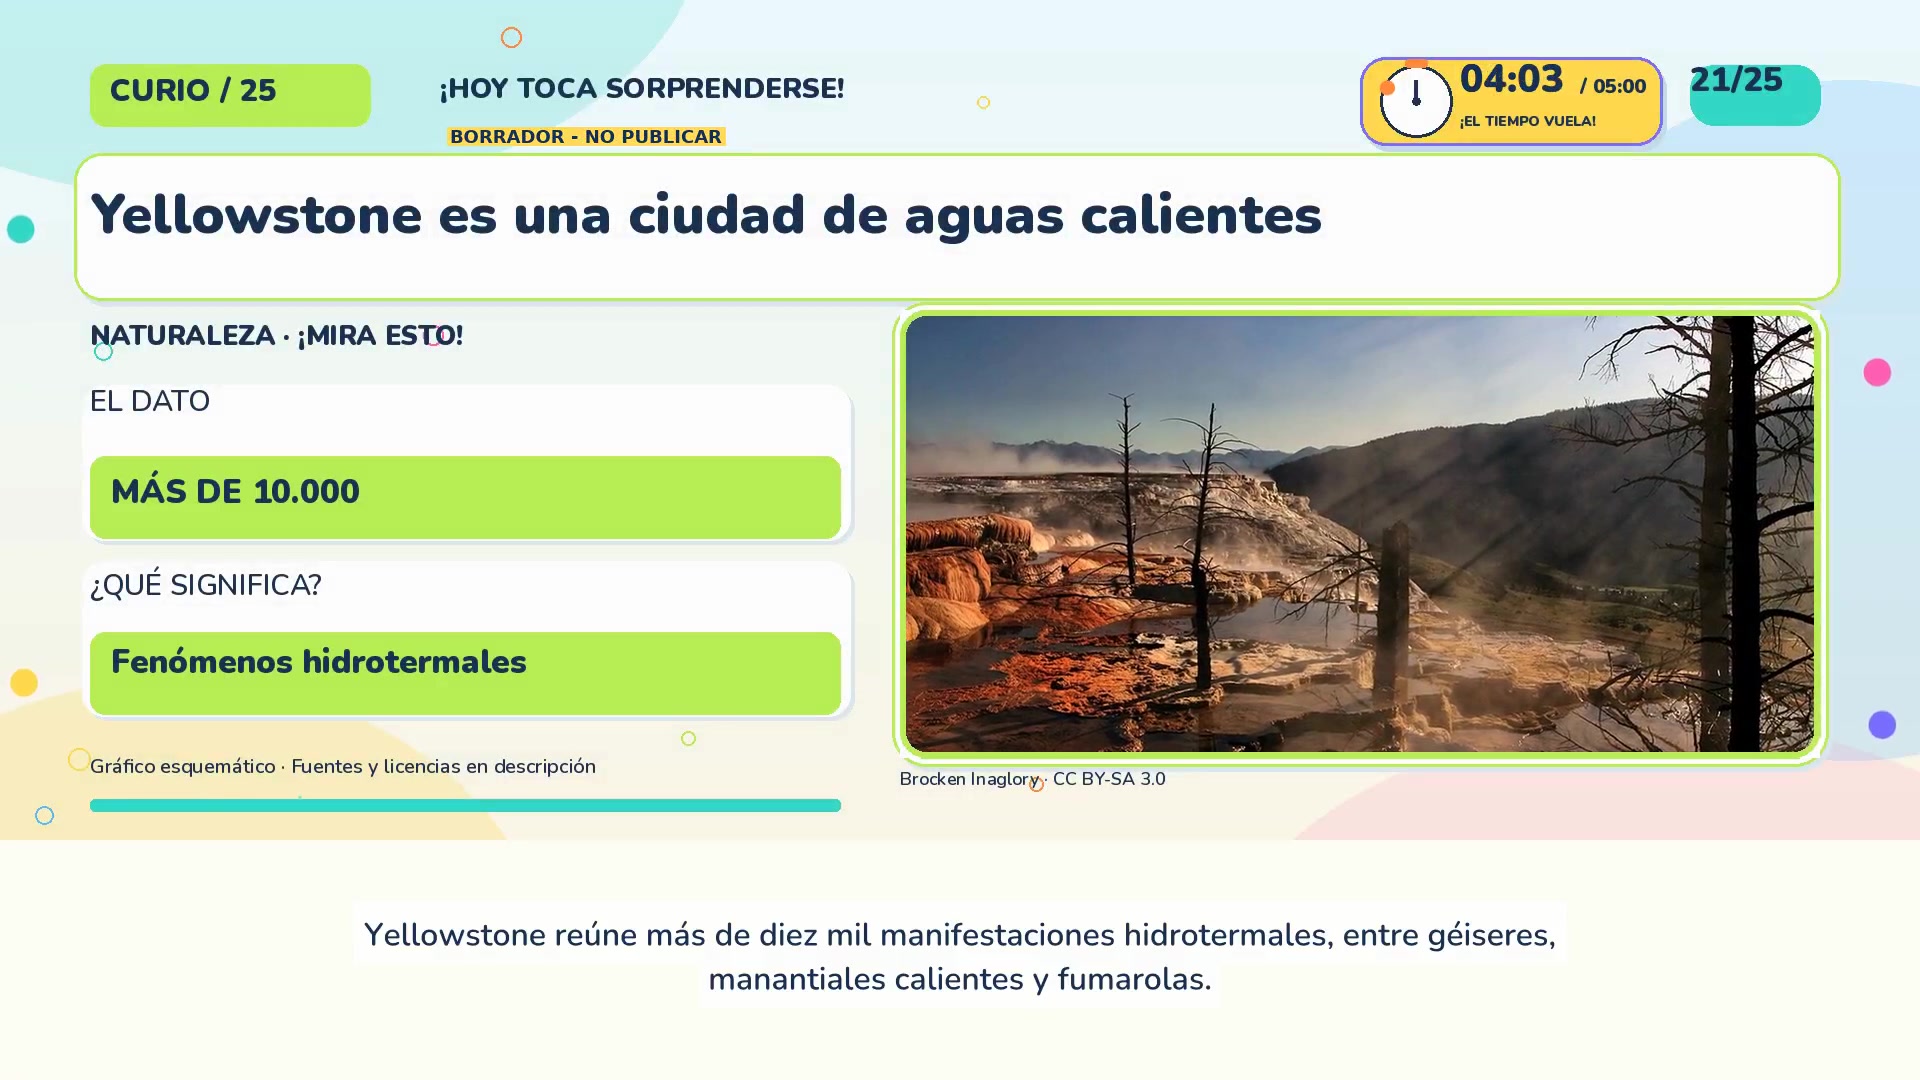 CURIO / 25
¡HOY TOCA SORPRENDERSE!
BORRADOR - NO PUBLICAR
04:03 / 05:00
¡EL TIEMPO VUELA!
21/25
Yellowstone es una ciudad de aguas calientes
NATURALEZA · ¡MIRA ESTO!
EL DATO
MÁS DE 10.000
¿QUÉ SIGNIFICA?
Fenómenos hidrotermales
Gráfico esquemático · Fuentes y licencias en descripción
Brocken Inaglory · CC BY-SA 3.0
Yellowstone reúne más de diez mil manifestaciones hidrotermales, entre géiseres,
manantiales calientes y fumarolas.